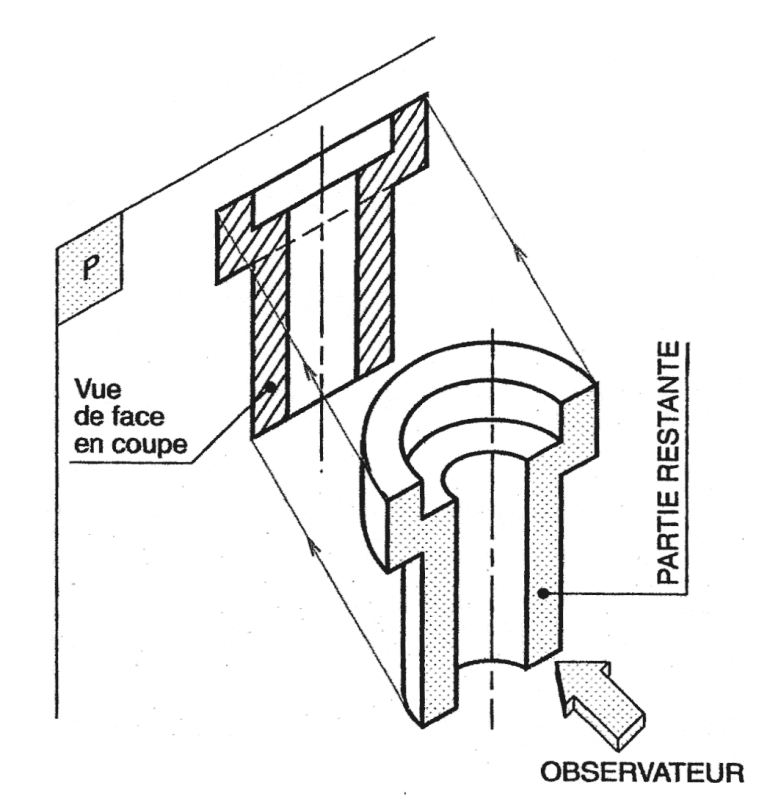 P
Vue
de face
en coupe
PARTIE RESTANTE
OBSERVATEUR